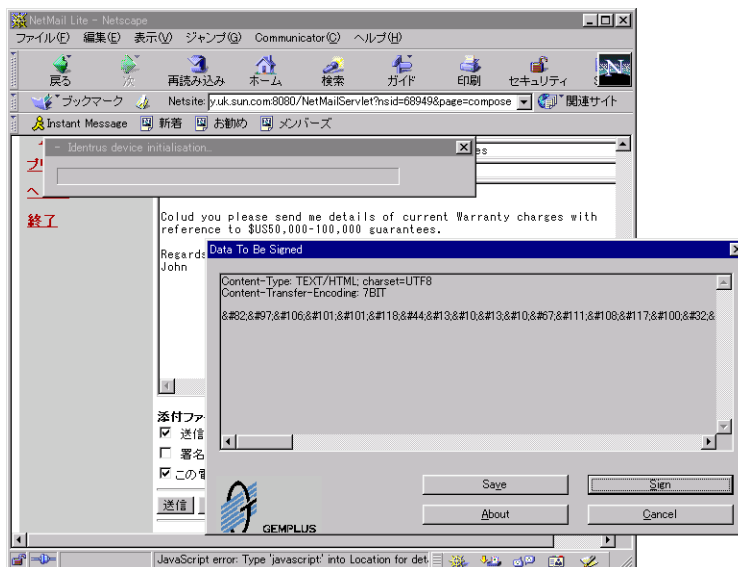 NetMail Lite - Netscape
ファイル(F) 編集(E) 表示(V) ジャンプ(G) Communicator(C) ヘルプ(H)
戻る 次 再読み込み ホーム 検索 ガイド 印刷 セキュリティ S
ブックマーク Netsite: y.uk.sun.com:8080/NetMailServlet?nsid=68949&page=compose 関連サイト
Instant Message 新着 お勧め メンバーズ
- Identrus device initialisation..
es
プ
ヘ
終了
Colud you please send me details of current Warranty charges with
reference to $US50,000-100,000 guarantees.
Regards
John
Data To Be Signed
Content-Type: TEXT/HTML; charset=UTF8
Content-Transfer-Encoding: 7BIT
&#82;&#97;&#106;&#101;&#101;&#118;&#44;&#13;&#10;&#13;&#10;&#67;&#111;&#108;&#117;&#100;&#32;&
添付ファ
送信
署名
この電
送信
Save Sign
About Cancel
GEMPLUS
JavaScript error: Type 'javascript:' into Location for det